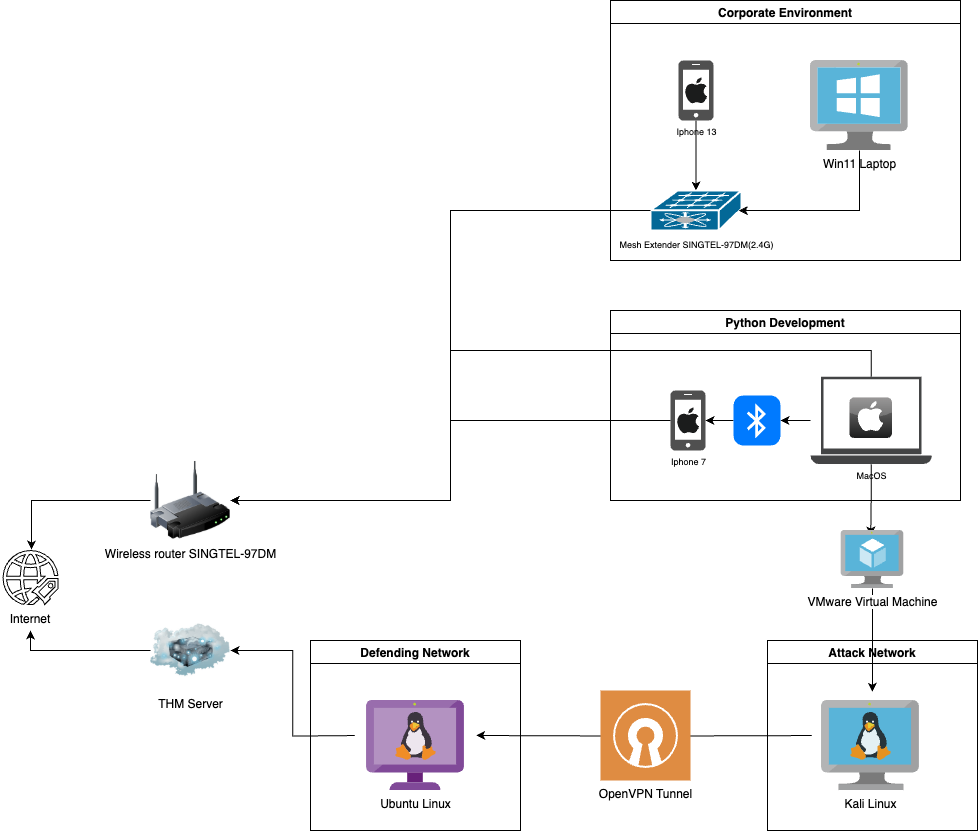 Corporate Environment
Iphone 13
Win11 Laptop
Mesh Extender SINGTEL-97DM(2.4G)
Python Development
Iphone 7
MacOS
Wireless router SINGTEL-97DM
Internet
VMware Virtual Machine
THM Server
Defending Network
Attack Network
Ubuntu Linux
OpenVPN Tunnel
Kali Linux